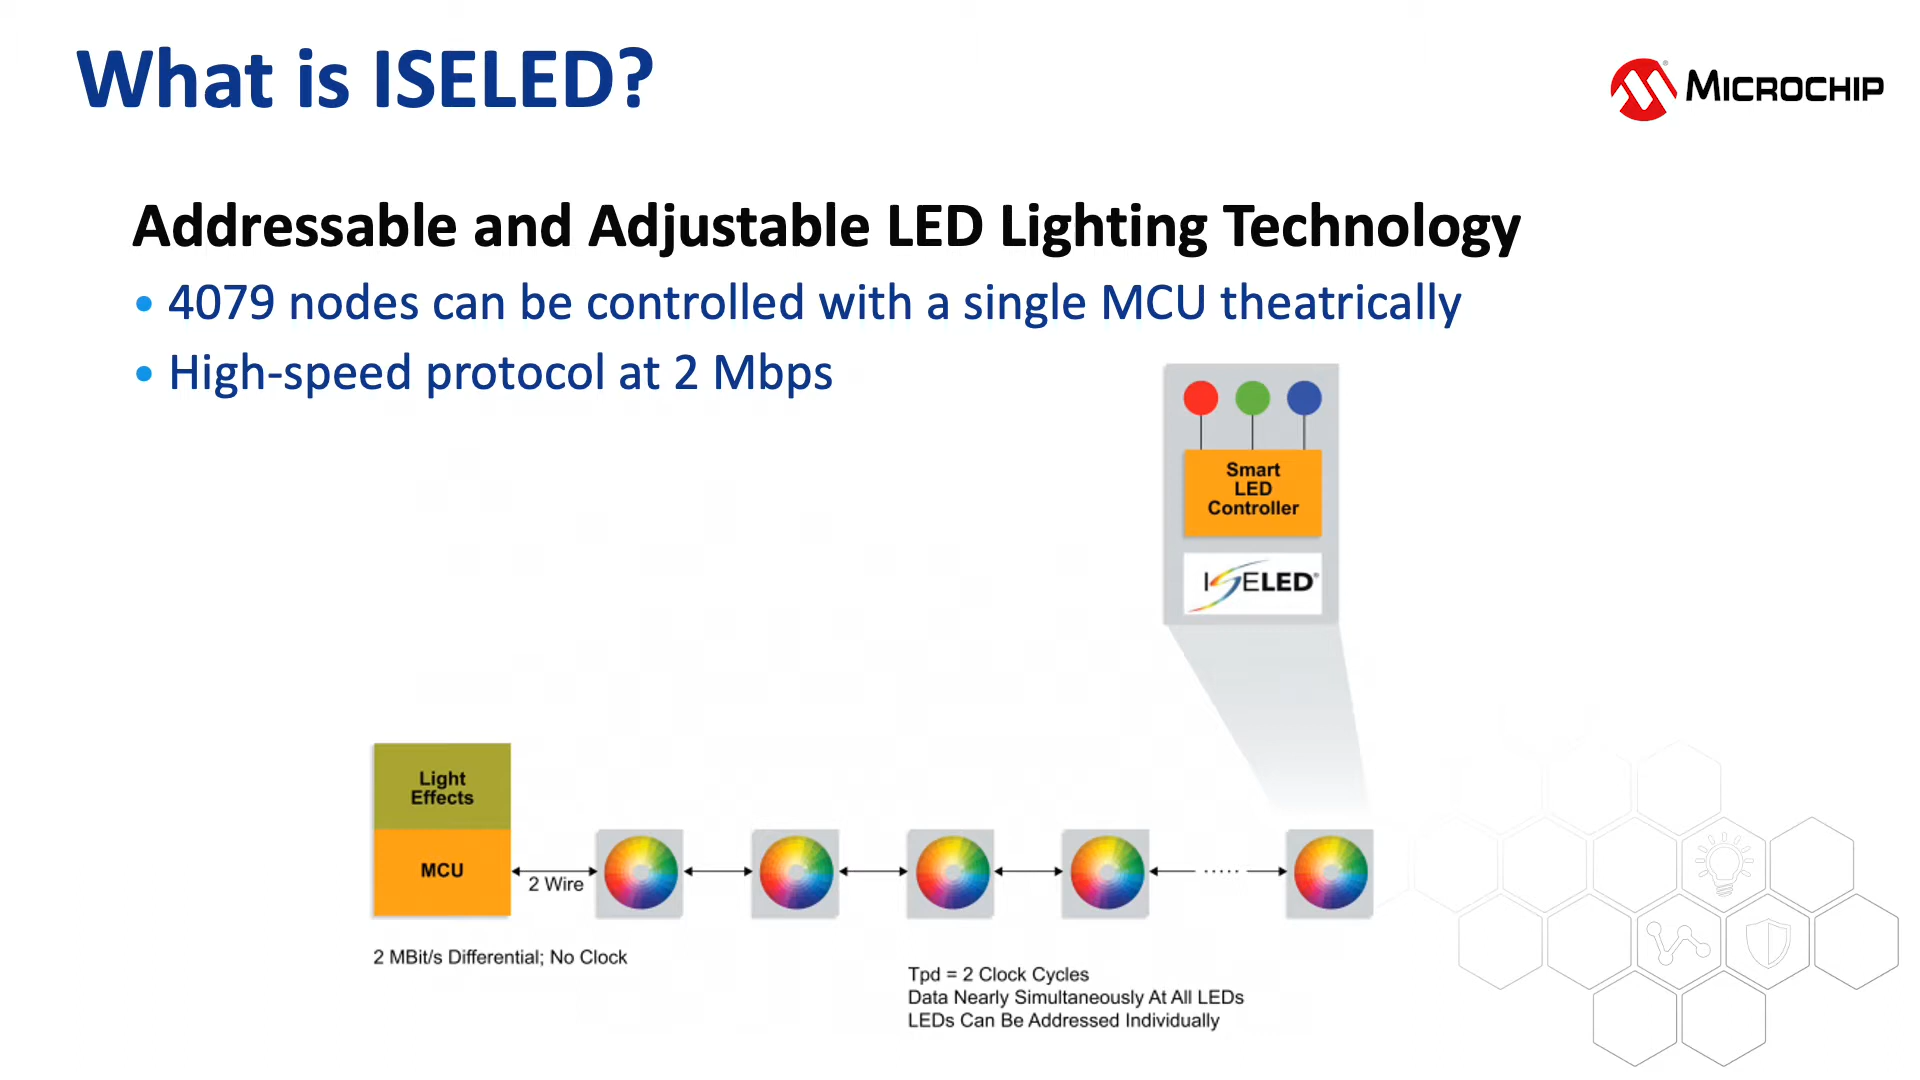 What is ISELED?
MICROCHIP
Addressable and Adjustable LED Lighting Technology
• 4079 nodes can be controlled with a single MCU theatrically
• High-speed protocol at 2 Mbps
Smart
LED
Controller
ISELED®
Light
Effects
MCU
2 Wire
.....
2 MBit/s Differential; No Clock
Tpd = 2 Clock Cycles
Data Nearly Simultaneously At All LEDs
LEDs Can Be Addressed Individually